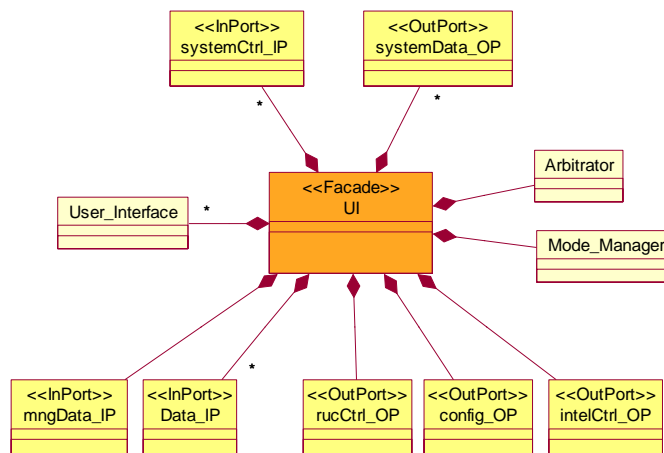 <<InPort>>
systemCtrl_IP
<<OutPort>>
systemData_OP
*
*
Arbitrator
<<Facade>>
UI
User_Interface
*
Mode_Manager
*
<<InPort>>
mngData_IP
<<InPort>>
Data_IP
<<OutPort>>
rucCtrl_OP
<<OutPort>>
config_OP
<<OutPort>>
intelCtrl_OP